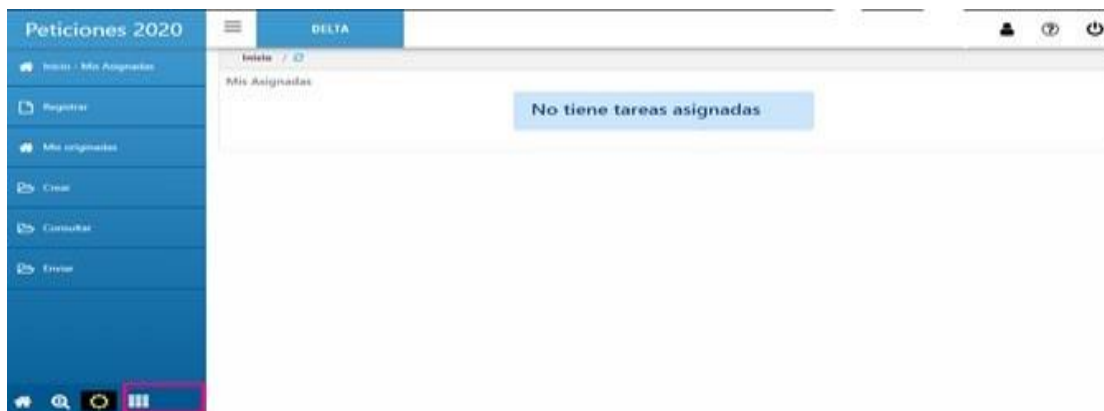 Peticiones 2020
DELTA
Inicio /
Inicio - Mis Asignadas
Mis Asignadas
No tiene tareas asignadas
Registrar
Mis originadas
Crear
Consultar
Enviar